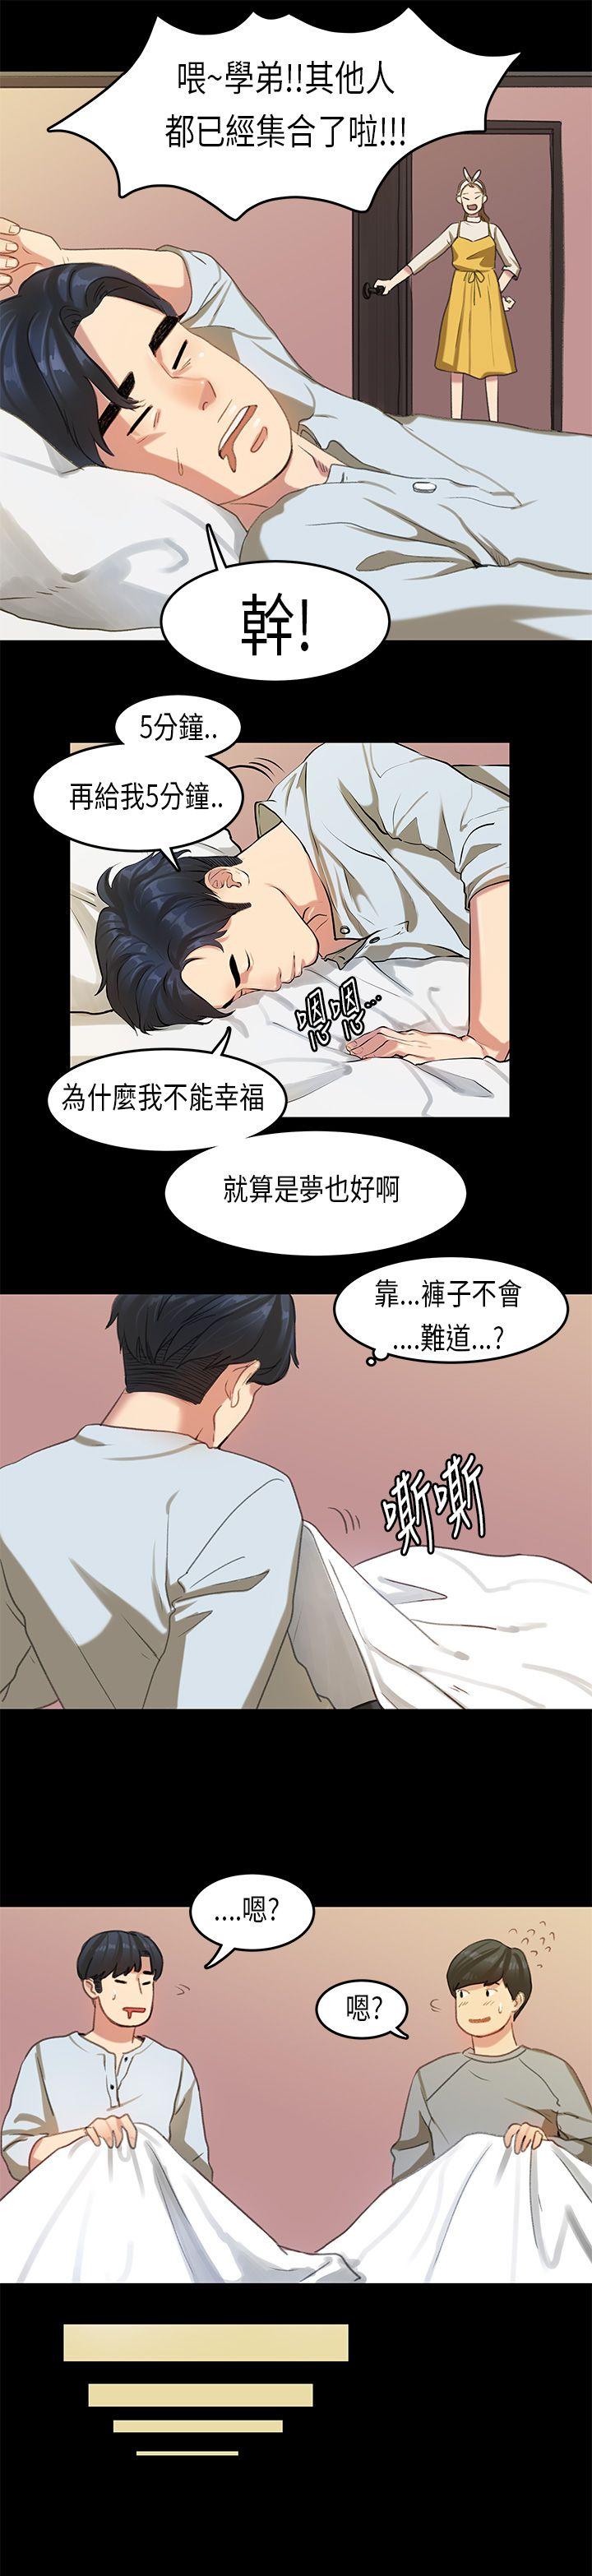 喂~學弟!!其他人
都已經集合了啦!!!
幹!
5分鐘..
再給我5分鐘..
嗯嗯...
為什麼我不能幸福
就算是夢也好啊
靠...褲子不會
....難道...?
嘶嘶
....嗯?
嗯?